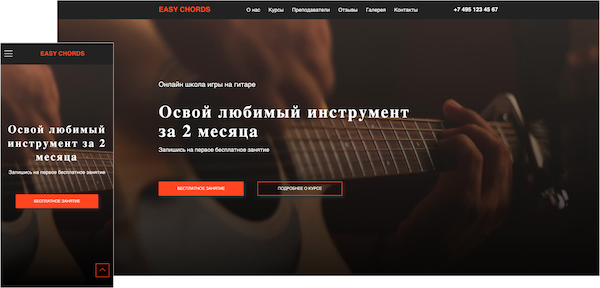 EASY CHORDS
О нас Курсы Преподаватели Отзывы Галерея Контакты
+7 495 123 45 67
Онлайн школа игры на гитаре
Освой любимый инструмент
за 2 месяца
Запишись на первое бесплатное занятие
БЕСПЛАТНОЕ ЗАНЯТИЕ
ПОДРОБНЕЕ О КУРСЕ
EASY CHORDS
Освой любимый
инструмент за 2
месяца
Запишись на первое бесплатное занятие
БЕСПЛАТНОЕ ЗАНЯТИЕ